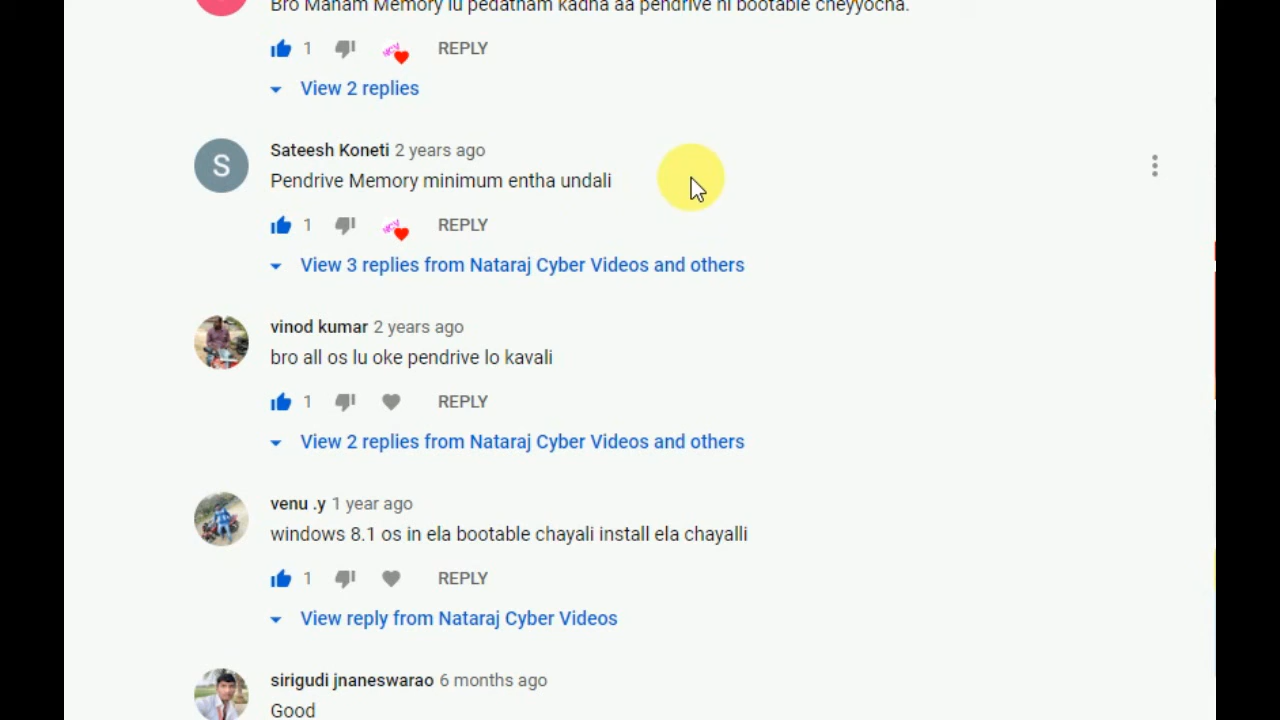 Bro Manam Memory lu pedatham kadha aa pendrive ni bootable cheyyocha.
1 REPLY
View 2 replies
S Sateesh Koneti 2 years ago
Pendrive Memory minimum entha undali
1 REPLY
View 3 replies from Nataraj Cyber Videos and others
vinod kumar 2 years ago
bro all os lu oke pendrive lo kavali
1 REPLY
View 2 replies from Nataraj Cyber Videos and others
venu .y 1 year ago
windows 8.1 os in ela bootable chayali install ela chayalli
1 REPLY
View reply from Nataraj Cyber Videos
sirigudi jnaneswarao 6 months ago
Good